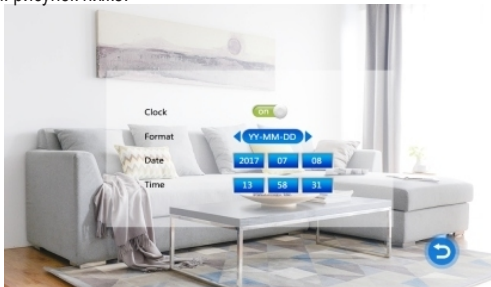 Clock On
Format YY-MM-DD
Date 2017 07 08
Time 13 58 31